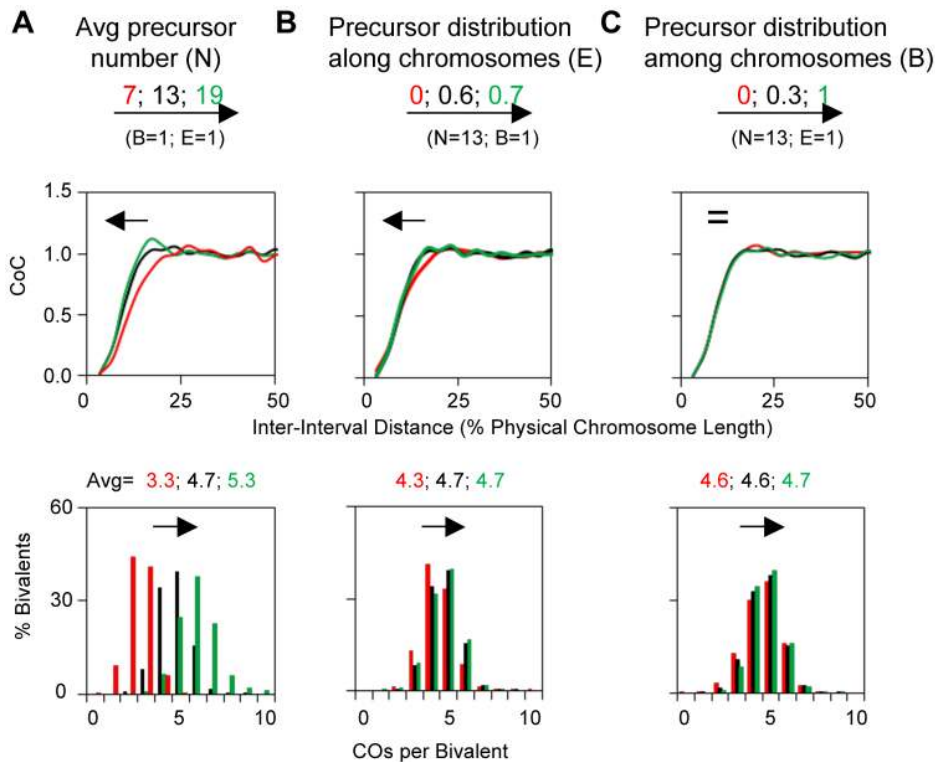 A Avg precursor number (N)
7; 13; 19
(B=1; E=1)
B Precursor distribution along chromosomes (E)
0; 0.6; 0.7
(N=13; B=1)
C Precursor distribution among chromosomes (B)
0; 0.3; 1
(N=13; E=1)
CoC
1.5
1.0
0.5
0.0
=
0 25 50
0 25 50
0 25 50
Inter-Interval Distance (% Physical Chromosome Length)
Avg= 3.3; 4.7; 5.3
4.3; 4.7; 4.7
4.6; 4.6; 4.7
% Bivalents
60
30
0
0 5 10
0 5 10
0 5 10
COs per Bivalent